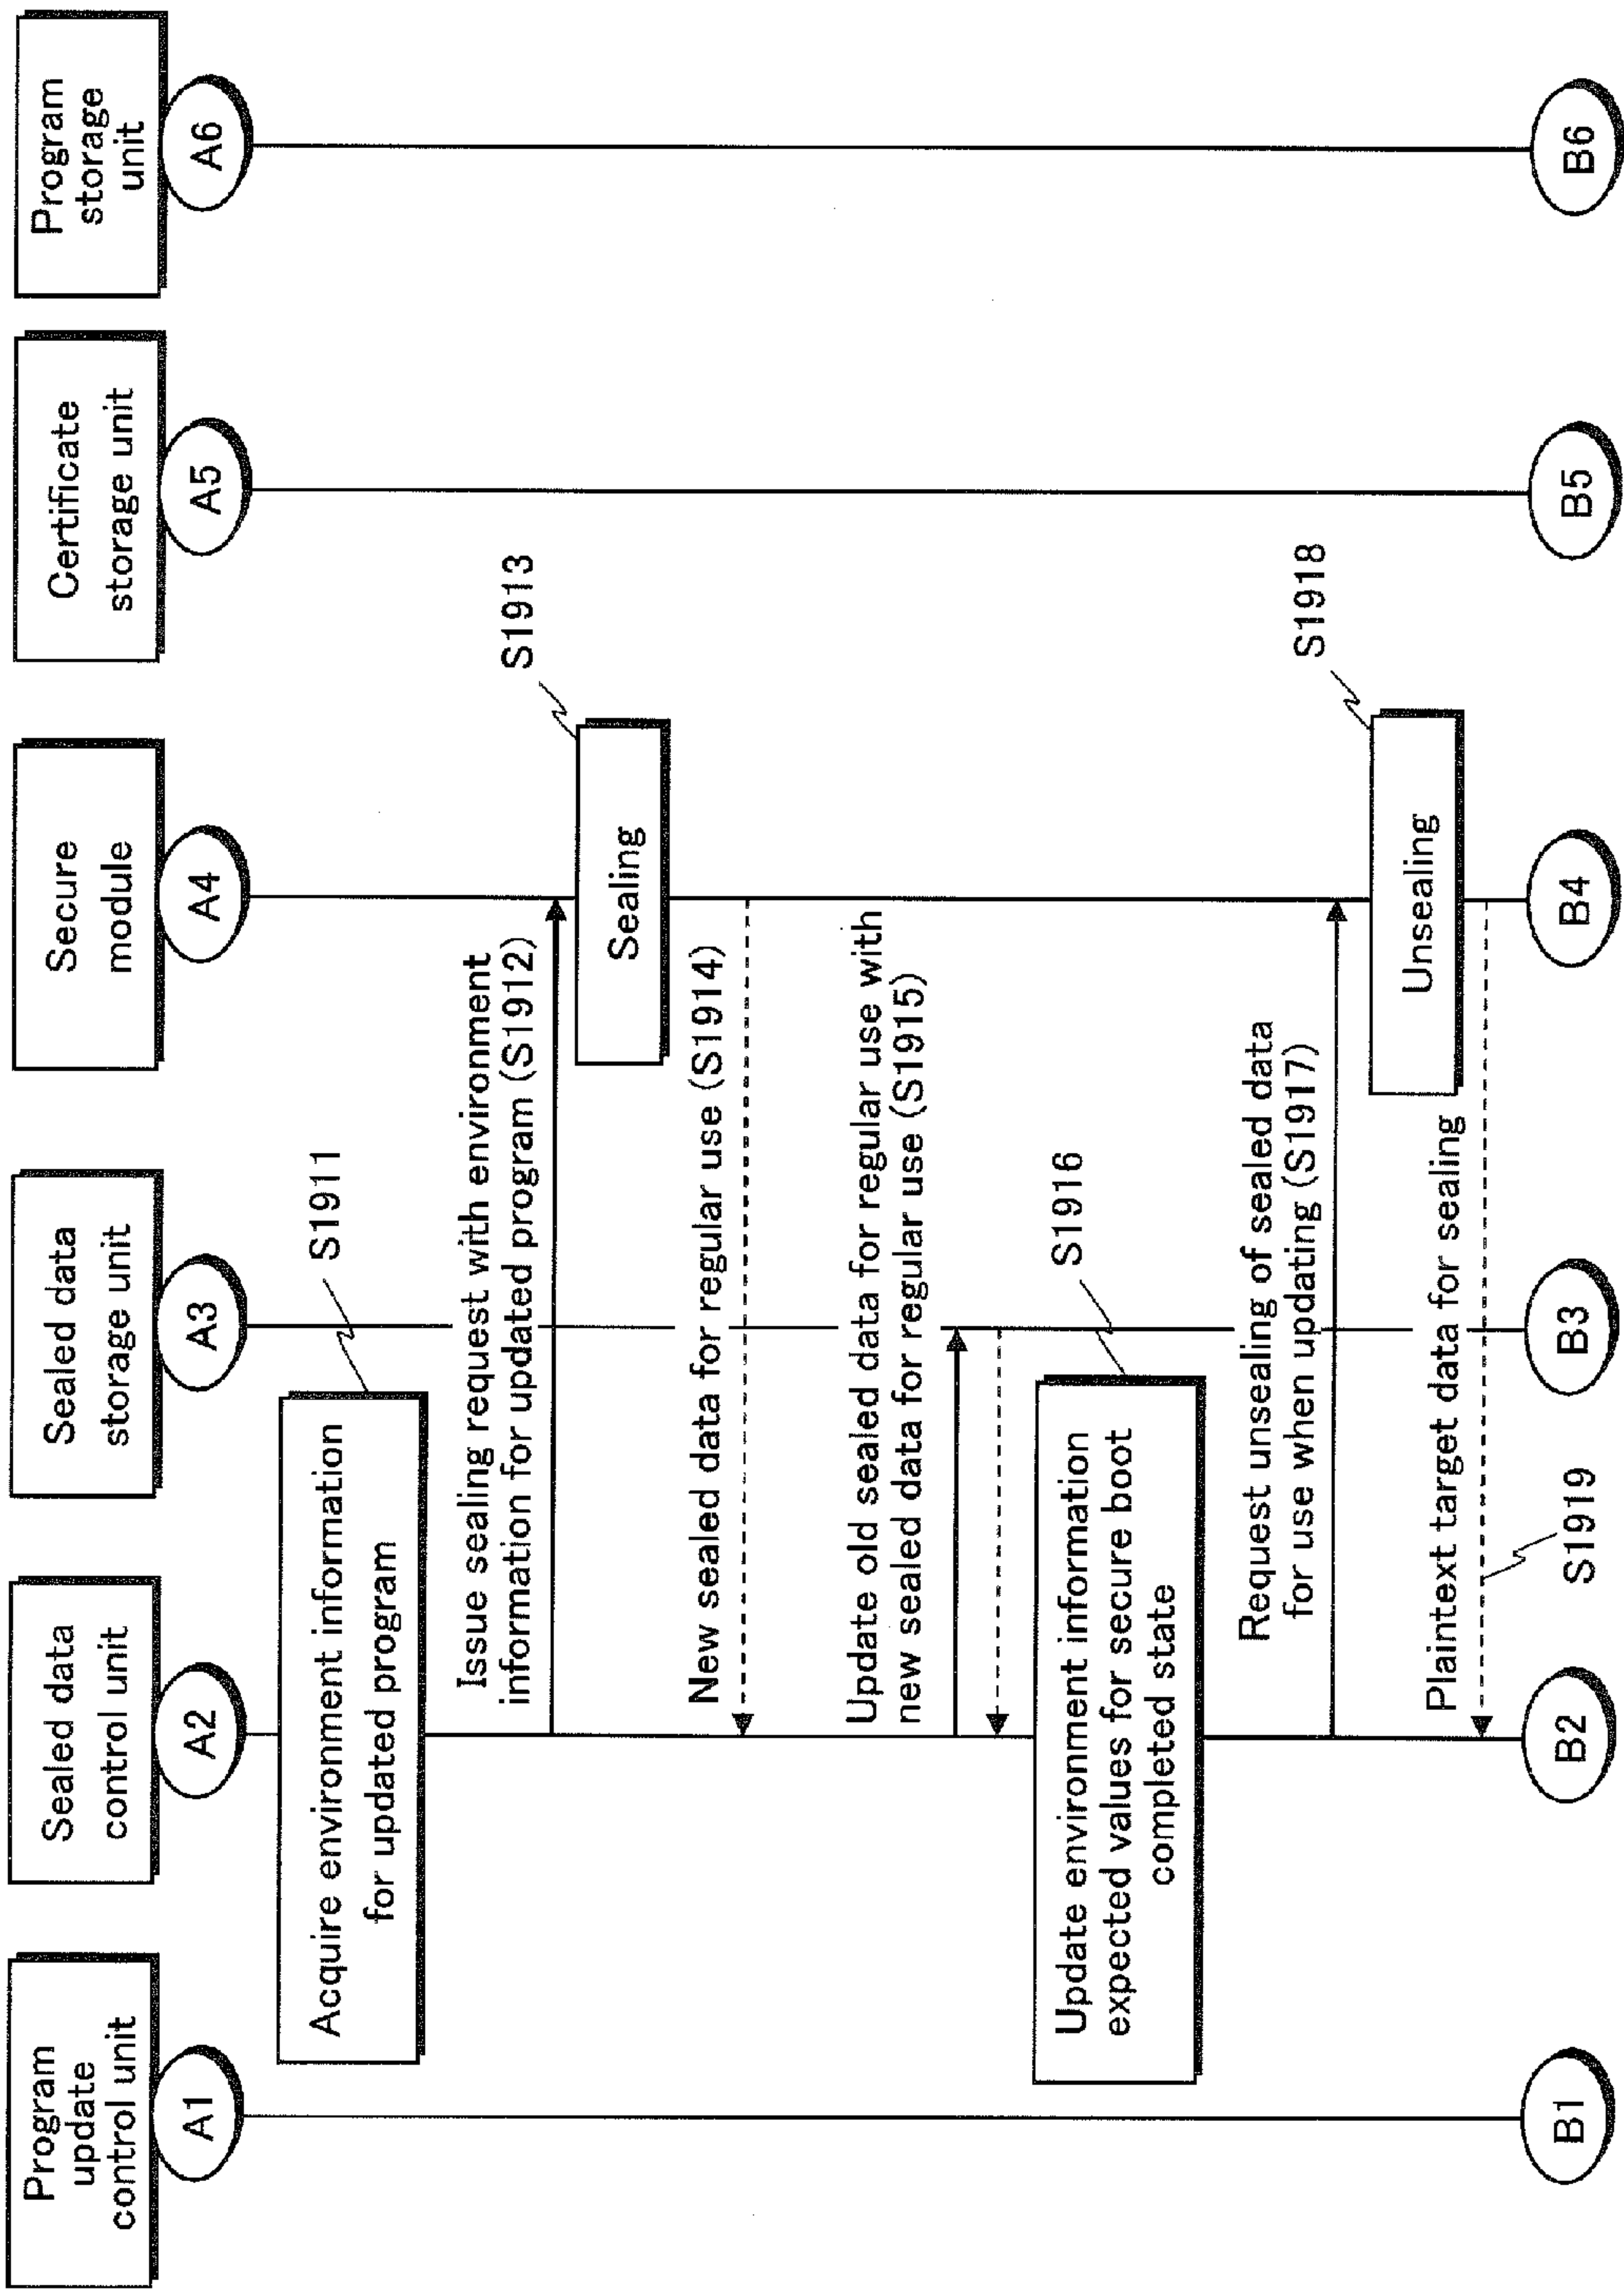 Program
update
control unit
Sealed data
control unit
Sealed data
storage unit
Secure
module
Certificate
storage unit
Program
storage
unit
A1
A2
A3
A4
A5
A6
S1911
Acquire environment information
for updated program
Issue sealing request with environment
information for updated program (S1912)
S1913
Sealing
New sealed data for regular use (S1914)
Update old sealed data for regular use with
new sealed data for regular use (S1915)
S1916
Update environment information
expected values for secure boot
completed state
Request unsealing of sealed data
for use when updating (S1917)
S1918
Unsealing
Plaintext target data for sealing
S1919
B1
B2
B3
B4
B5
B6